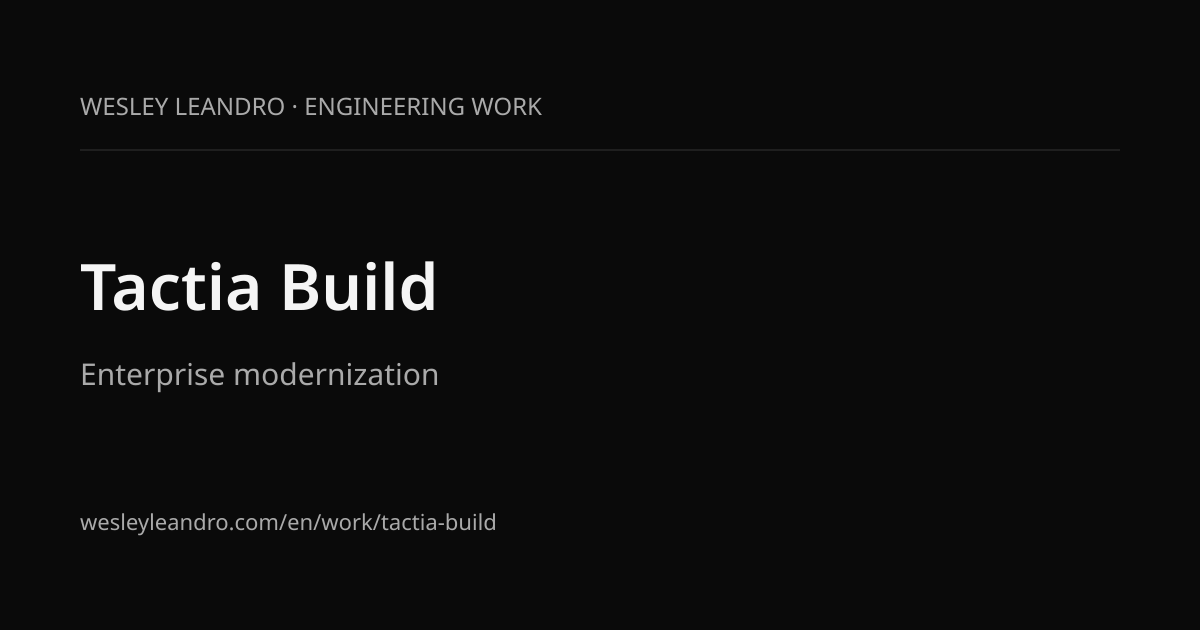 WESLEY LEANDRO · ENGINEERING WORK
Tactia Build
Enterprise modernization
wesleyleandro.com/en/work/tactia-build